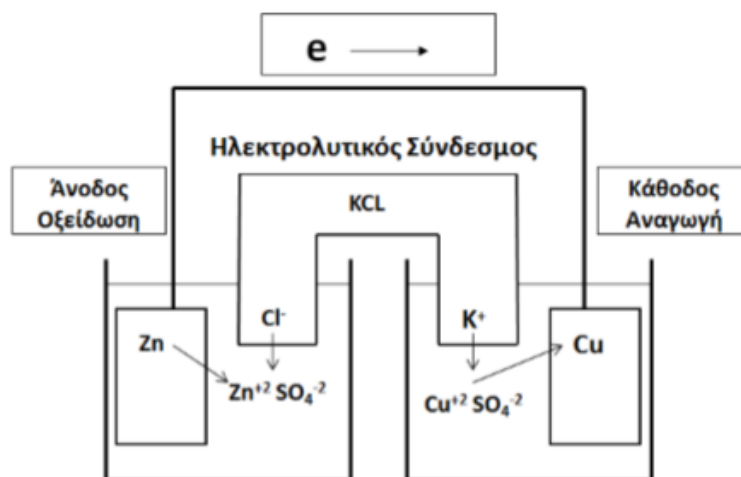 e
Ηλεκτρολυτικός Σύνδεσμος
Άνοδος
Οξείδωση
KCL
Κάθοδος
Αναγωγή
Cl⁻
K⁺
Zn
Cu
Zn⁺² SO₄⁻²
Cu⁺² SO₄⁻²